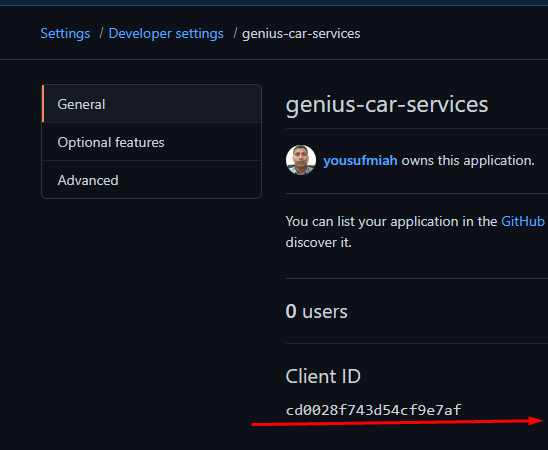 Settings / Developer settings / genius-car-services
General
Optional features
Advanced
genius-car-services
yousufmiah owns this application.
You can list your application in the GitHub
discover it.
0 users
Client ID
cd0028f743d54cf9e7af